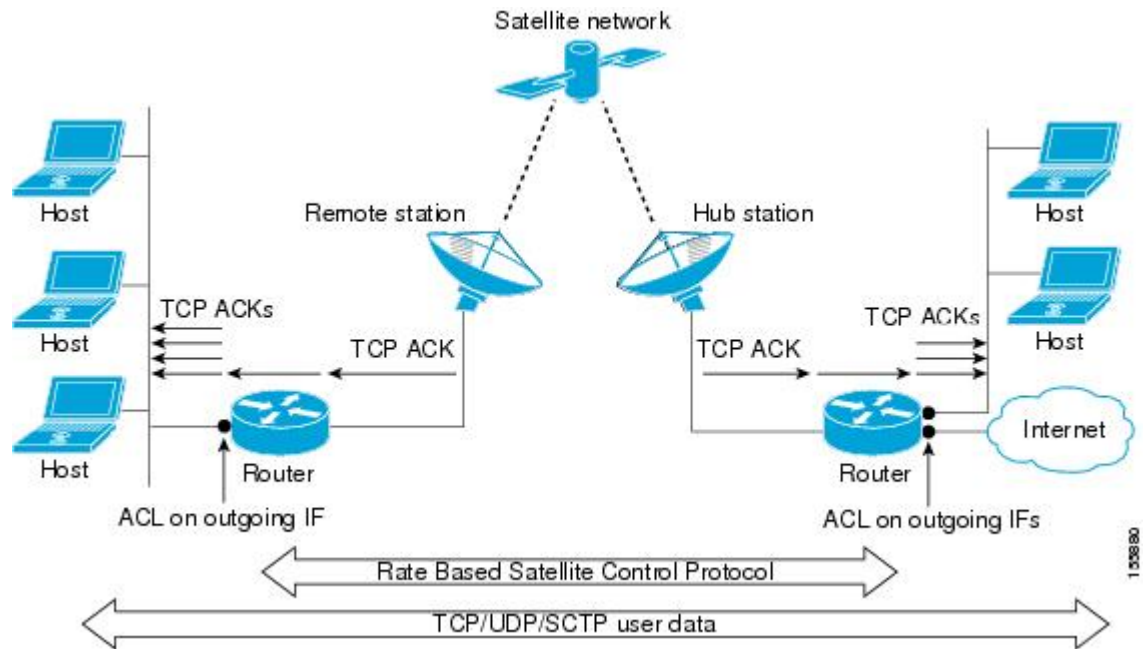 Satellite network
Host
Remote station
Hub station
Host
TCP ACKs
TCP ACKs
Host
TCP ACK
TCP ACK
Host
Host
Router
Router
Internet
ACL on outgoing IF
ACL on outgoing IFs
Rate Based Satellite Control Protocol
TCP/UDP/SCTP user data
155880